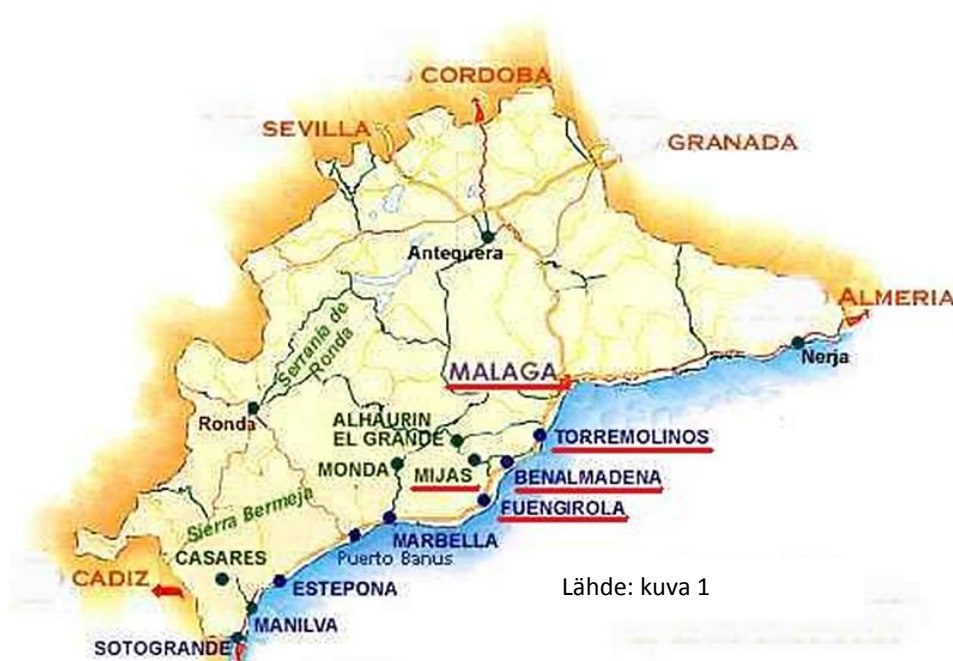 CORDOBA
SEVILLA
GRANADA
Antequera
ALMERIA
Serranía de
Ronda
Nerja
MALAGA
Ronda
ALHAURIN
EL GRANDE
TORREMOLINOS
MONDA
MIJAS
BENALMADENA
FUENGIROLA
Sierra Bermeja
MARBELLA
Puerto Banus
CASARES
CADIZ
ESTEPONA
Lähde: kuva 1
MANILVA
SOTOGRANDE